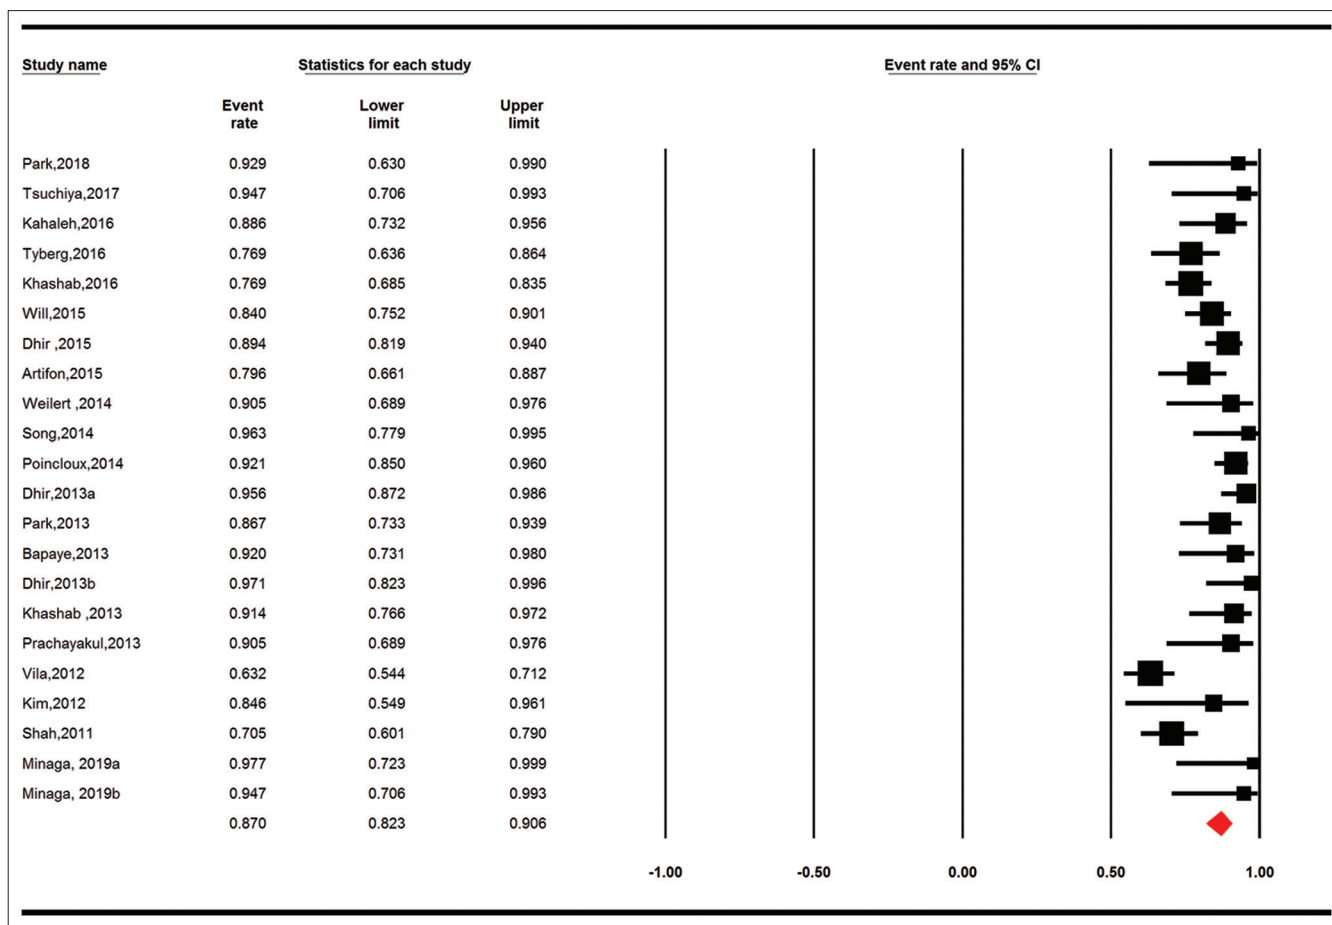 Study name Statistics for each study Event rate and 95% CI
Event rate Lower limit Upper limit
Park,2018 0.929 0.630 0.990
Tsuchiya,2017 0.947 0.706 0.993
Kahaleh,2016 0.886 0.732 0.956
Tyberg,2016 0.769 0.636 0.864
Khashab,2016 0.769 0.685 0.835
Will,2015 0.840 0.752 0.901
Dhir ,2015 0.894 0.819 0.940
Artifon,2015 0.796 0.661 0.887
Weilert ,2014 0.905 0.689 0.976
Song,2014 0.963 0.779 0.995
Poincloux,2014 0.921 0.850 0.960
Dhir,2013a 0.956 0.872 0.986
Park,2013 0.867 0.733 0.939
Bapaye,2013 0.920 0.731 0.980
Dhir,2013b 0.971 0.823 0.996
Khashab ,2013 0.914 0.766 0.972
Prachayakul,2013 0.905 0.689 0.976
Vila,2012 0.632 0.544 0.712
Kim,2012 0.846 0.549 0.961
Shah,2011 0.705 0.601 0.790
Minaga, 2019a 0.977 0.723 0.999
Minaga, 2019b 0.947 0.706 0.993
0.870 0.823 0.906
-1.00 -0.50 0.00 0.50 1.00